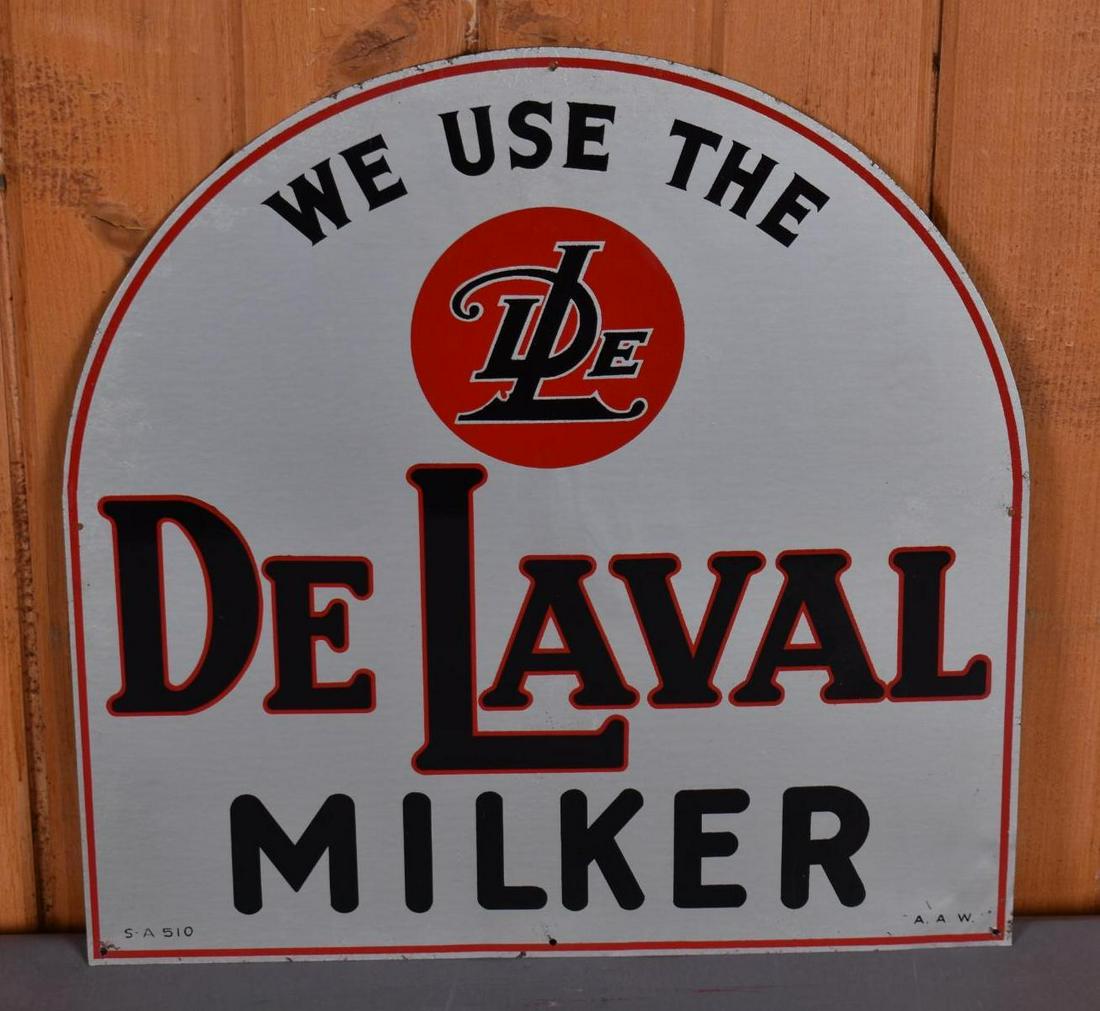 WE USE THE
DLE
DE LAVAL
MILKER
S-A 510
A. A W.